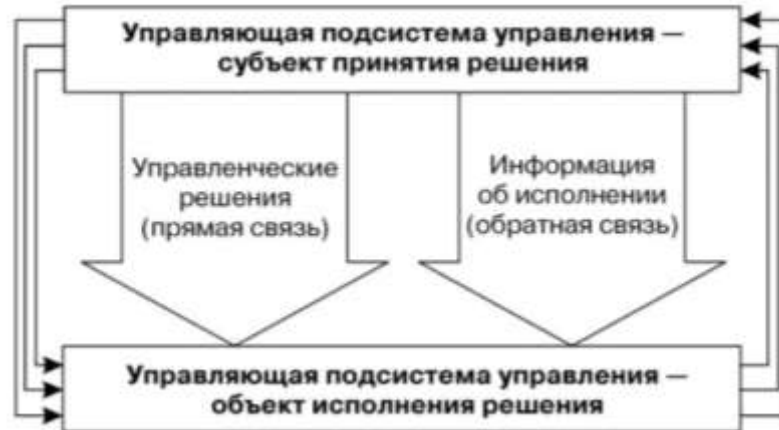 Управляющая подсистема управления —
субъект принятия решения
Управленческие
решения
(прямая связь)
Информация
об исполнении
(обратная связь)
Управляющая подсистема управления —
объект исполнения решения